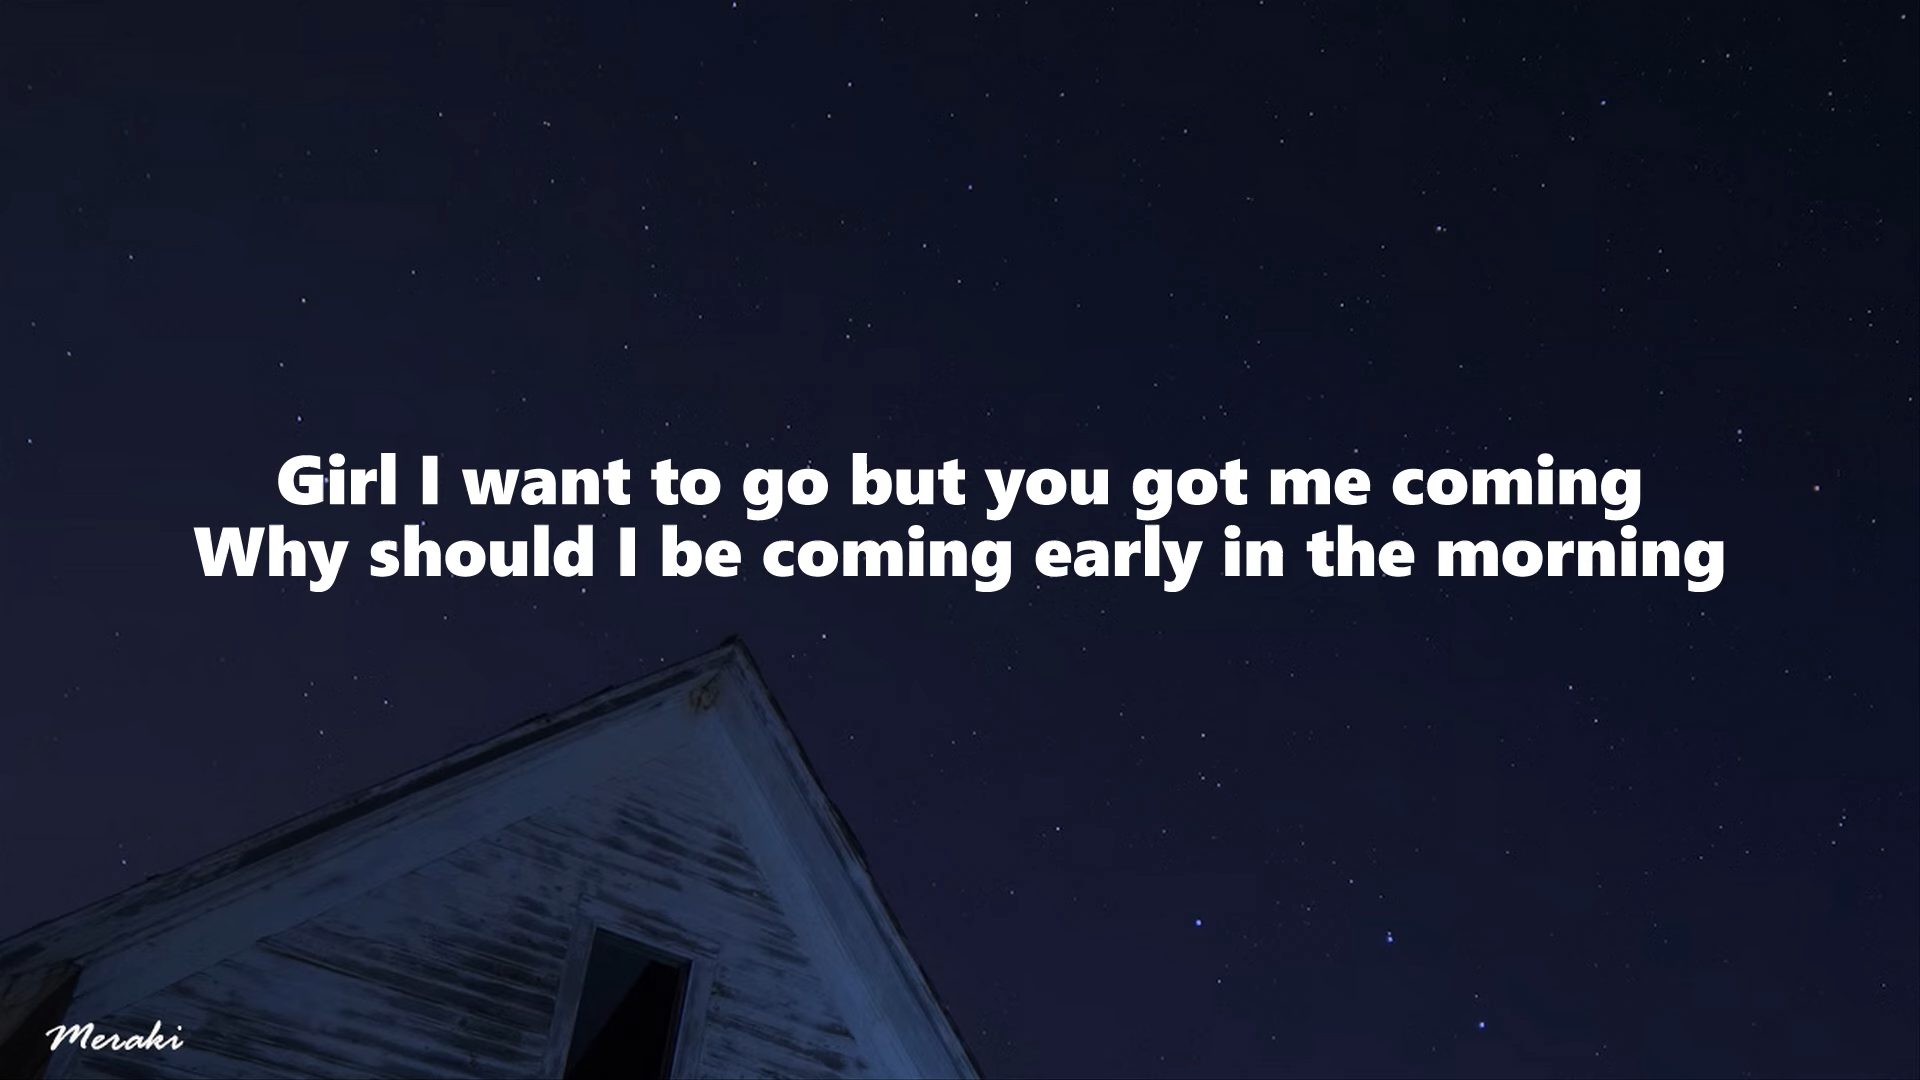 Girl I want to go but you got me coming
Why should I be coming early in the morning
Meraki